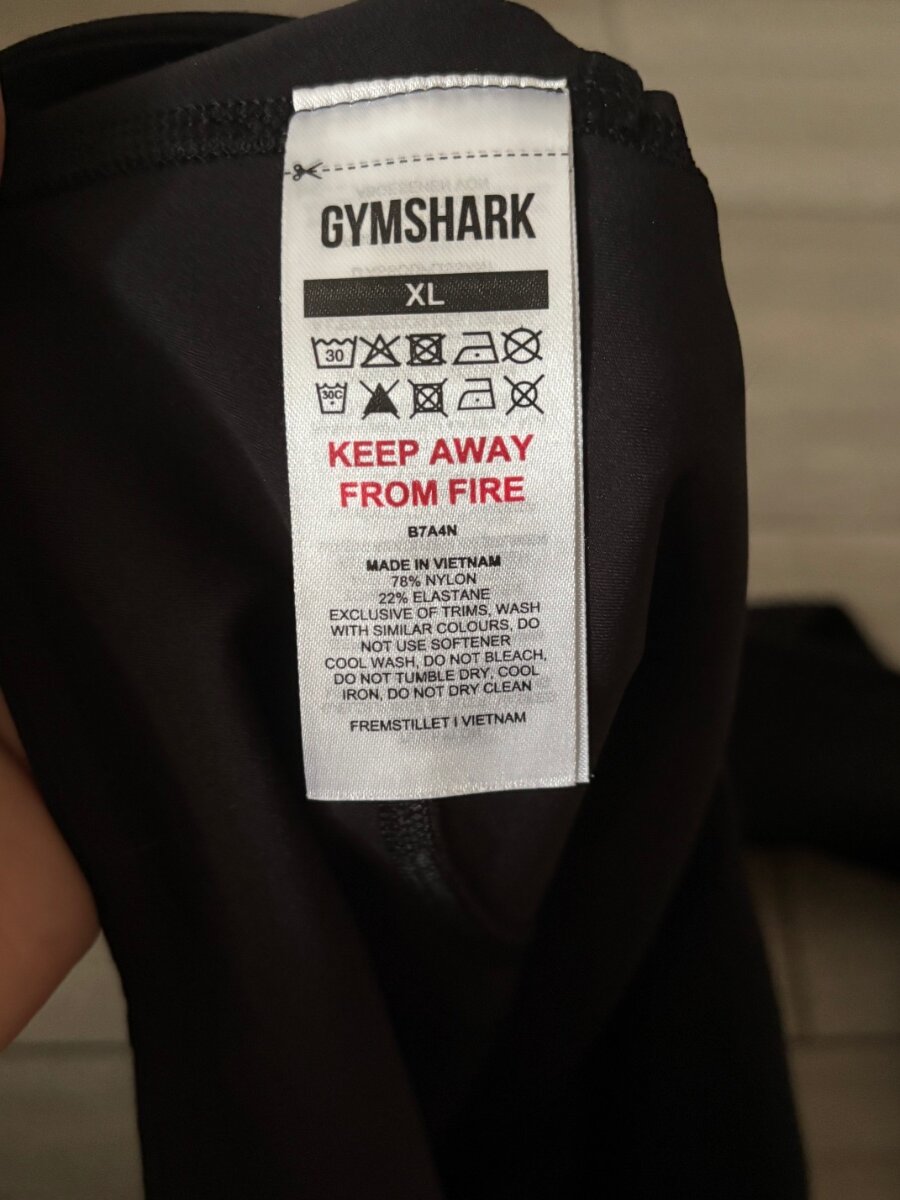 GYMSHARK
XL
30
30C
KEEP AWAY
FROM FIRE
B7A4N
MADE IN VIETNAM
78% NYLON
22% ELASTANE
EXCLUSIVE OF TRIMS, WASH
WITH SIMILAR COLOURS, DO
NOT USE SOFTENER
COOL WASH, DO NOT BLEACH,
DO NOT TUMBLE DRY, COOL
IRON, DO NOT DRY CLEAN
FREMSTILLET I VIETNAM